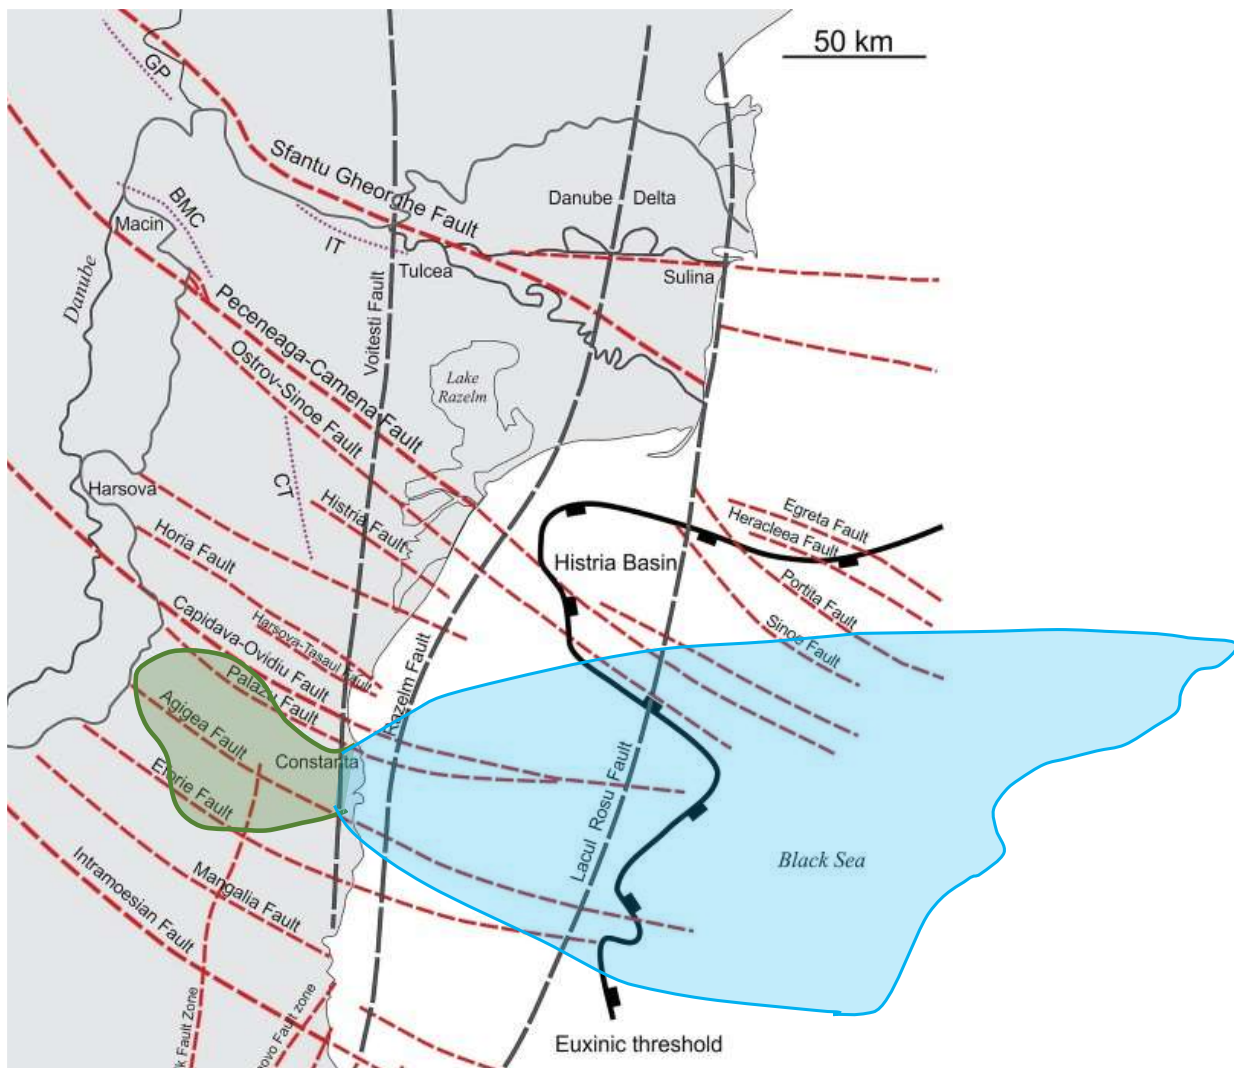 50 km
GP
Sfantu Gheorghe Fault
BMC
Macin
IT
Danube Delta
Tulcea
Sulina
Danube
Voitesti Fault
Peceneaga-Camena Fault
Ostrov-Sinoe Fault
Lake
Razelm
Harsova
CT
Histria Fault
Horia Fault
Egreta Fault
Heracleea Fault
Histria Basin
Portita Fault
Sinoe Fault
Capidava-Ovidiu Fault
Harsova-Tasaul Fault
Palazu Fault
Razelm Fault
Agigea Fault
Constanta
Eforie Fault
Lacul Rosu Fault
Black Sea
Mangalia Fault
Intramoesian Fault
Fault Zone
Fault zone
Euxinic threshold